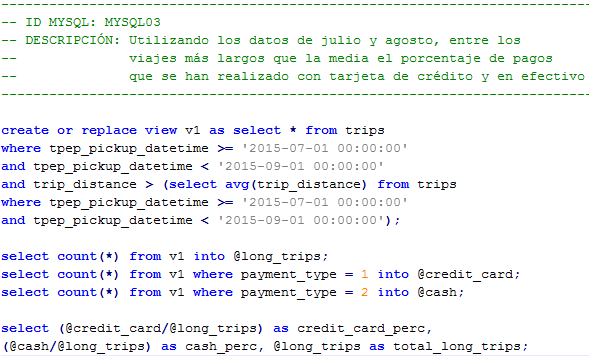 --------------------------------------------------------------------------------
-- ID MYSQL: MYSQL03
-- DESCRIPCIÓN: Utilizando los datos de julio y agosto, entre los
-- viajes más largos que la media el porcentaje de pagos
-- que se han realizado con tarjeta de crédito y en efectivo
--------------------------------------------------------------------------------
create or replace view v1 as select * from trips
where tpep_pickup_datetime >= '2015-07-01 00:00:00'
and tpep_pickup_datetime < '2015-09-01 00:00:00'
and trip_distance > (select avg(trip_distance) from trips
where tpep_pickup_datetime >= '2015-07-01 00:00:00'
and tpep_pickup_datetime < '2015-09-01 00:00:00');
select count(*) from v1 into @long_trips;
select count(*) from v1 where payment_type = 1 into @credit_card;
select count(*) from v1 where payment_type = 2 into @cash;
select (@credit_card/@long_trips) as credit_card_perc,
(@cash/@long_trips) as cash_perc, @long_trips as total_long_trips;